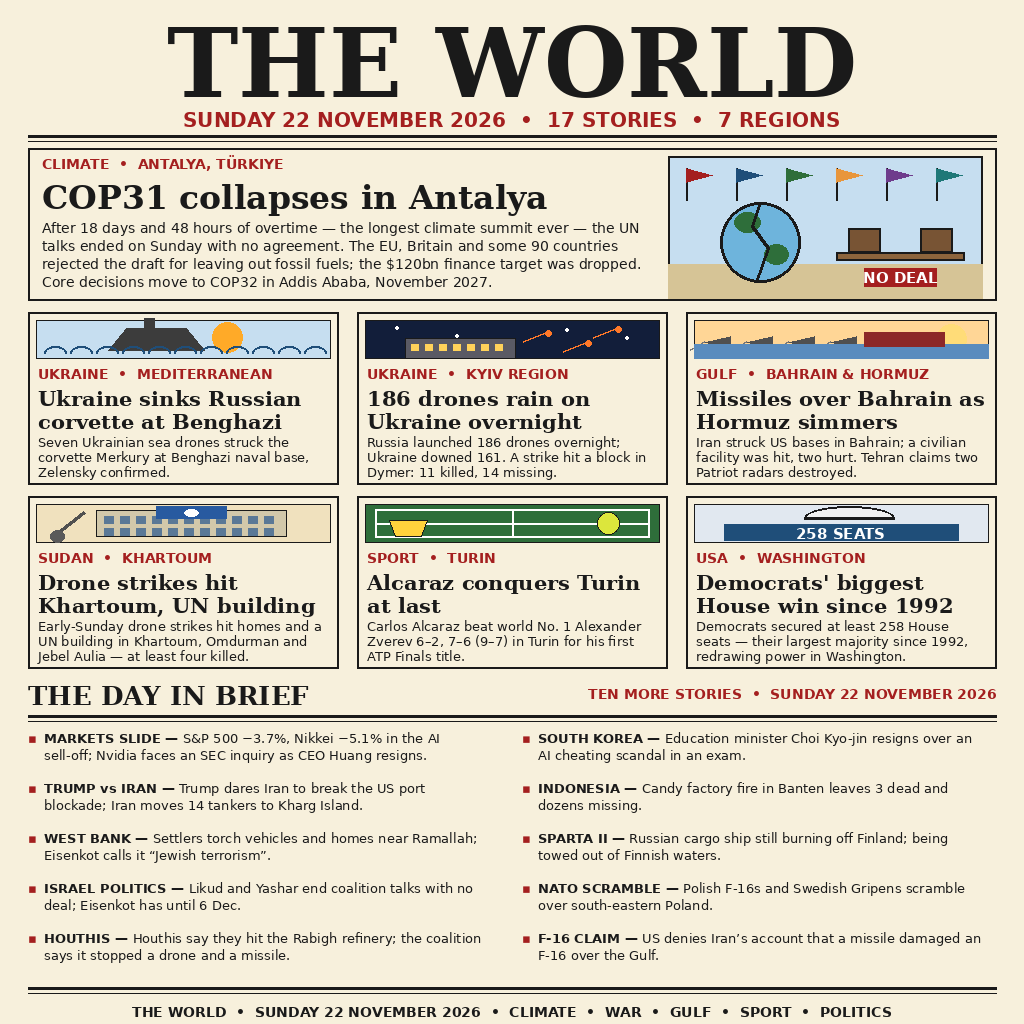 THE WORLD
SUNDAY 22 NOVEMBER 2026 • 17 STORIES • 7 REGIONS
CLIMATE • ANTALYA, TÜRKIYE
COP31 collapses in Antalya
After 18 days and 48 hours of overtime — the longest climate summit ever — the UN
talks ended on Sunday with no agreement. The EU, Britain and some 90 countries
rejected the draft for leaving out fossil fuels; the $120bn finance target was dropped.
Core decisions move to COP32 in Addis Ababa, November 2027.
NO DEAL
UKRAINE • MEDITERRANEAN
Ukraine sinks Russian
corvette at Benghazi
Seven Ukrainian sea drones struck the
corvette Merkury at Benghazi naval base,
Zelensky confirmed.
UKRAINE • KYIV REGION
186 drones rain on
Ukraine overnight
Russia launched 186 drones overnight;
Ukraine downed 161. A strike hit a block in
Dymer: 11 killed, 14 missing.
GULF • BAHRAIN & HORMUZ
Missiles over Bahrain as
Hormuz simmers
Iran struck US bases in Bahrain; a civilian
facility was hit, two hurt. Tehran claims two
Patriot radars destroyed.
SUDAN • KHARTOUM
Drone strikes hit
Khartoum, UN building
Early-Sunday drone strikes hit homes and a
UN building in Khartoum, Omdurman and
Jebel Aulia — at least four killed.
SPORT • TURIN
Alcaraz conquers Turin
at last
Carlos Alcaraz beat world No. 1 Alexander
Zverev 6–2, 7–6 (9–7) in Turin for his first
ATP Finals title.
258 SEATS
USA • WASHINGTON
Democrats' biggest
House win since 1992
Democrats secured at least 258 House
seats — their largest majority since 1992,
redrawing power in Washington.
THE DAY IN BRIEF
TEN MORE STORIES • SUNDAY 22 NOVEMBER 2026
MARKETS SLIDE — S&P 500 −3.7%, Nikkei −5.1% in the AI
sell-off; Nvidia faces an SEC inquiry as CEO Huang resigns.
TRUMP vs IRAN — Trump dares Iran to break the US port
blockade; Iran moves 14 tankers to Kharg Island.
WEST BANK — Settlers torch vehicles and homes near Ramallah;
Eisenkot calls it “Jewish terrorism”.
ISRAEL POLITICS — Likud and Yashar end coalition talks with no
deal; Eisenkot has until 6 Dec.
HOUTHIS — Houthis say they hit the Rabigh refinery; the coalition
says it stopped a drone and a missile.
SOUTH KOREA — Education minister Choi Kyo-jin resigns over an
AI cheating scandal in an exam.
INDONESIA — Candy factory fire in Banten leaves 3 dead and
dozens missing.
SPARTA II — Russian cargo ship still burning off Finland; being
towed out of Finnish waters.
NATO SCRAMBLE — Polish F-16s and Swedish Gripens scramble
over south-eastern Poland.
F-16 CLAIM — US denies Iran’s account that a missile damaged an
F-16 over the Gulf.
THE WORLD • SUNDAY 22 NOVEMBER 2026 • CLIMATE • WAR • GULF • SPORT • POLITICS